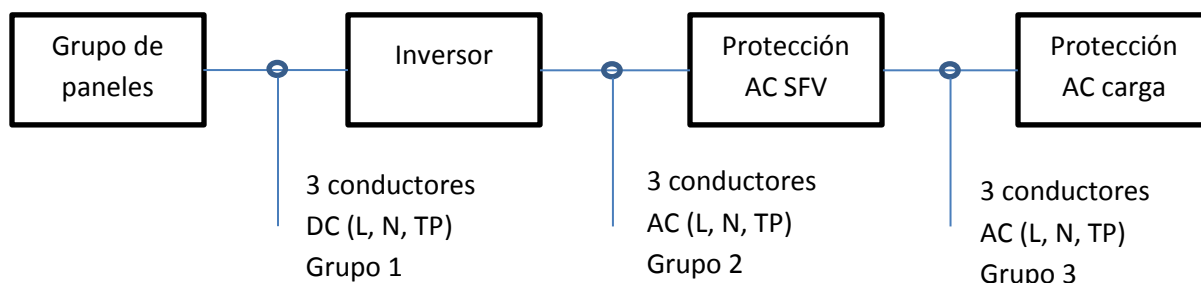 Grupo de
paneles
Inversor
Protección
AC SFV
Protección
AC carga
3 conductores
DC (L, N, TP)
Grupo 1
3 conductores
AC (L, N, TP)
Grupo 2
3 conductores
AC (L, N, TP)
Grupo 3